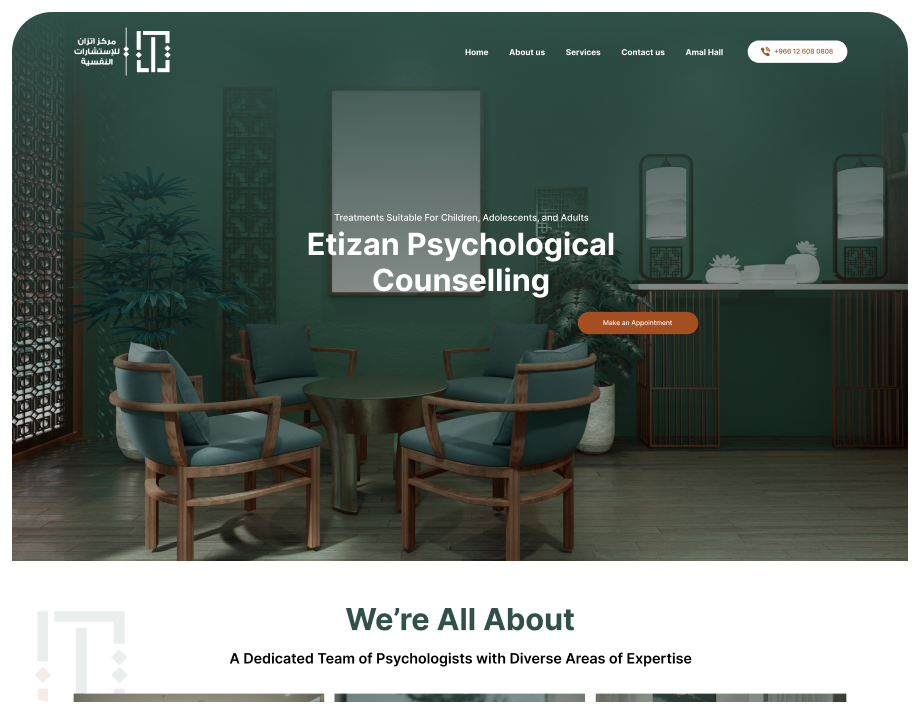 مركز اتزان
للإستشارات
النفسية
Home
About us
Services
Contact us
Amal Hall
+966 12 608 0808
Treatments Suitable For Children, Adolescents, and Adults
Etizan Psychological
Counselling
Make an Appointment
We’re All About
A Dedicated Team of Psychologists with Diverse Areas of Expertise